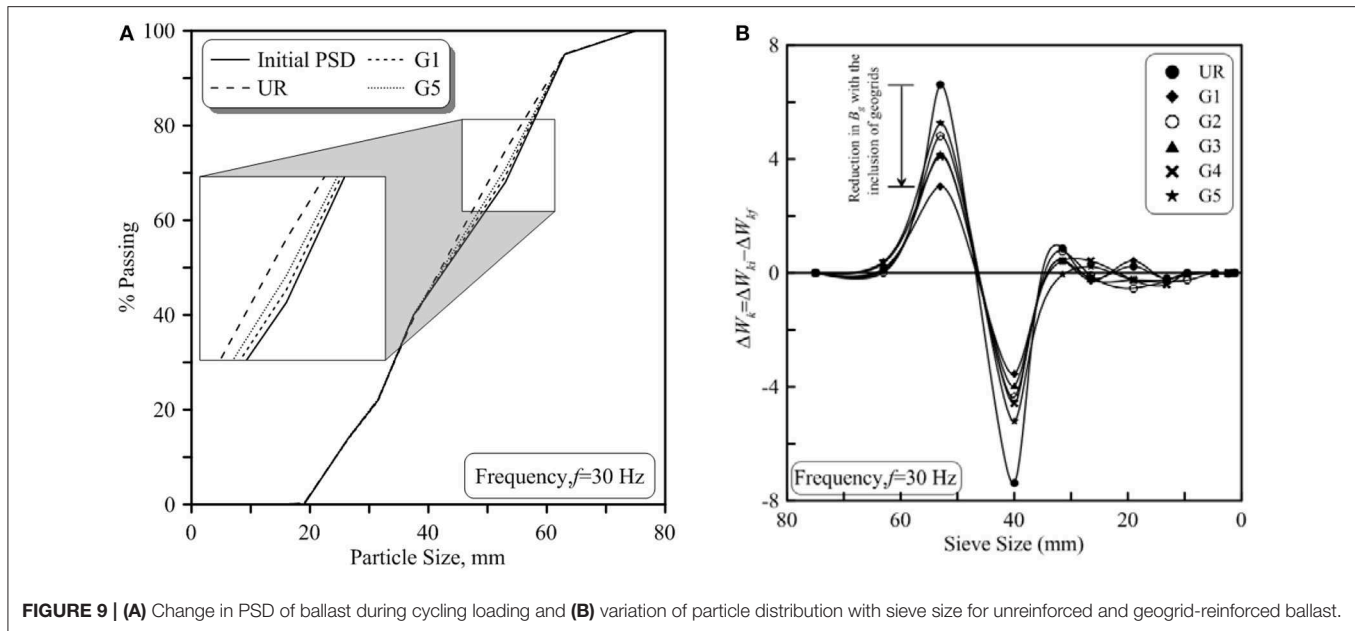 A
100
80
60
40
20
0
% Passing
Initial PSD
UR
G1
G5
Frequency,f=30 Hz
0 20 40 60 80
Particle Size, mm
B
8
4
0
-4
-8
ΔWk=ΔWki−ΔWkf
Reduction in Bg with the
inclusion of geogrids
UR
G1
G2
G3
G4
G5
Frequency,f=30 Hz
80 60 40 20 0
Sieve Size (mm)
FIGURE 9 | (A) Change in PSD of ballast during cycling loading and (B) variation of particle distribution with sieve size for unreinforced and geogrid-reinforced ballast.